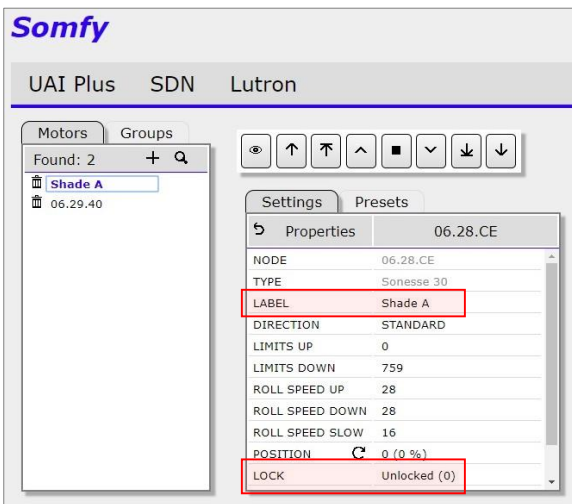 Somfy
UAI Plus SDN Lutron
Motors Groups
Found: 2
Shade A
06.29.40
Settings Presets
Properties 06.28.CE
NODE 06.28.CE
TYPE Sonesse 30
LABEL Shade A
DIRECTION STANDARD
LIMITS UP 0
LIMITS DOWN 759
ROLL SPEED UP 28
ROLL SPEED DOWN 28
ROLL SPEED SLOW 16
POSITION 0 (0 %)
LOCK Unlocked (0)